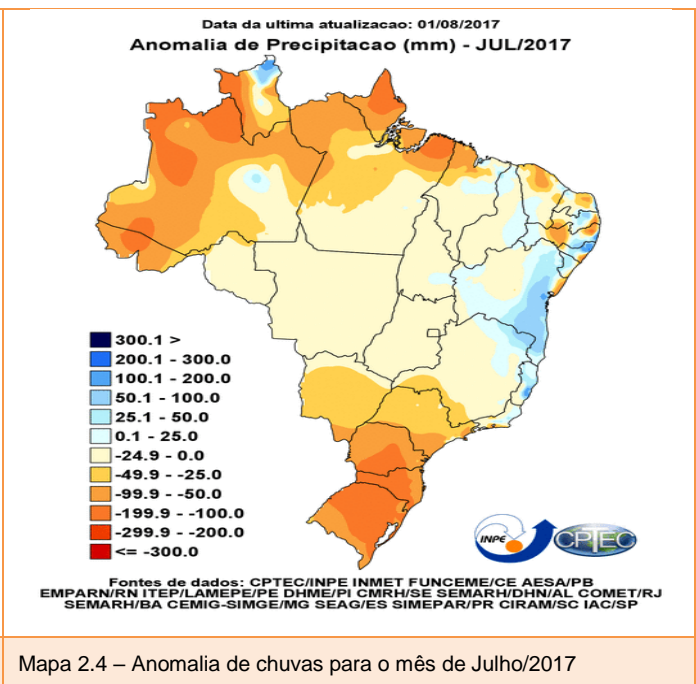 Data da ultima atualizacao: 01/08/2017
Anomalia de Precipitacao (mm) - JUL/2017
300.1 >
200.1 - 300.0
100.1 - 200.0
50.1 - 100.0
25.1 - 50.0
0.1 - 25.0
-24.9 - 0.0
-49.9 - -25.0
-99.9 - -50.0
-199.9 - -100.0
-299.9 - -200.0
<= -300.0
INPE
CPTEC
Fontes de dados: CPTEC/INPE INMET FUNCEME/CE AESA/PB
EMPARN/RN ITEP/LAMEPE/PE DHME/PI CMRH/SE SEMARH/DHN/AL COMET/RJ
SEMARH/BA CEMIG-SIMGE/MG SEAG/ES SIMEPAR/PR CIRAM/SC IAC/SP
Mapa 2.4 – Anomalia de chuvas para o mês de Julho/2017